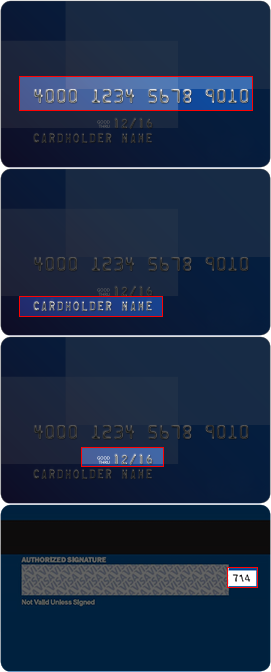 4000 1234 5678 9010
GOOD THRU 12/16
CARDHOLDER NAME
4000 1234 5678 9010
GOOD THRU 12/16
CARDHOLDER NAME
4000 1234 5678 9010
GOOD THRU 12/16
CARDHOLDER NAME
AUTHORIZED SIGNATURE
714
Not Valid Unless Signed